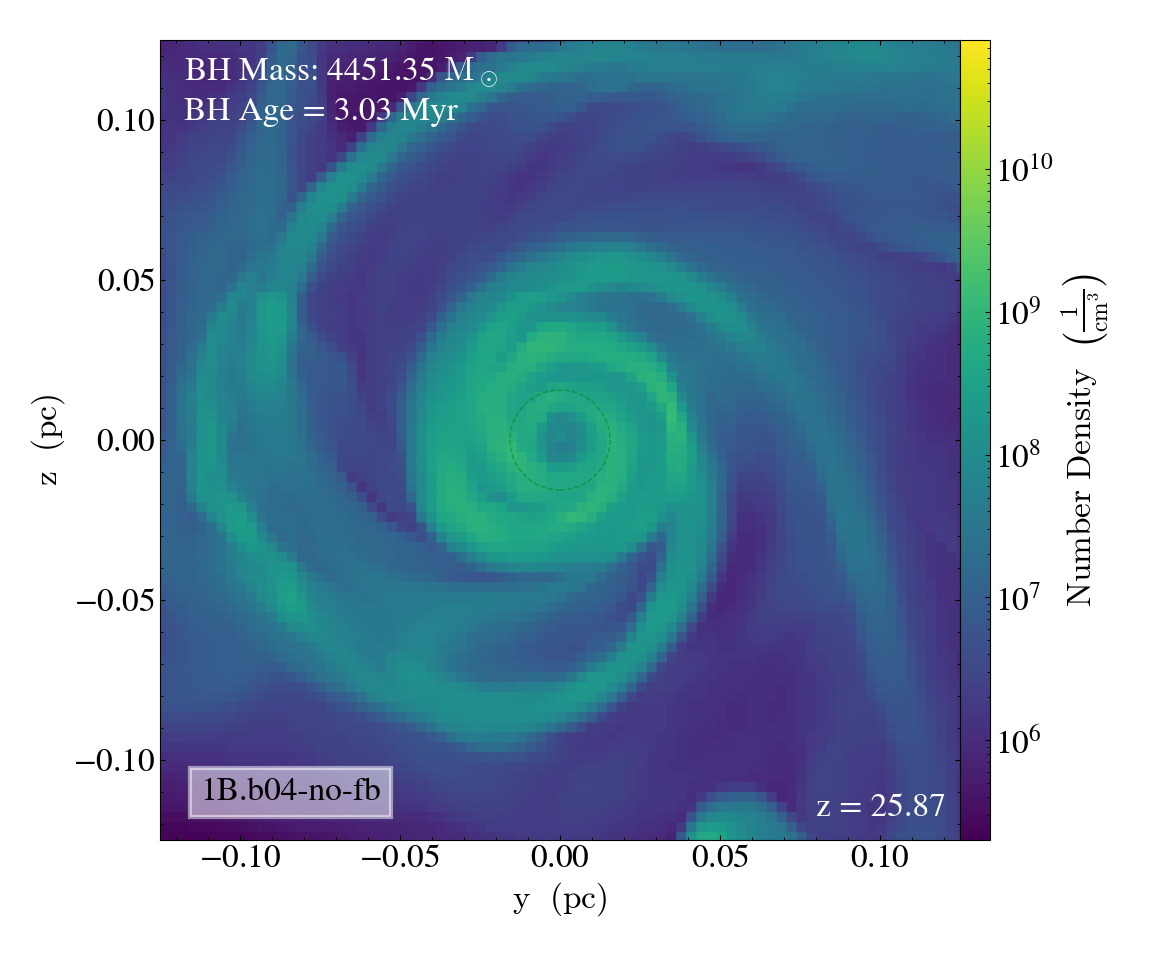 BH Mass: 4451.35 M⊙
BH Age = 3.03 Myr
0.10
0.05
0.00
−0.05
−0.10
z (pc)
1B.b04-no-fb
z = 25.87
−0.10 −0.05 0.00 0.05 0.10
y (pc)
10¹⁰
10⁹
10⁸
10⁷
10⁶
Number Density (1/cm³)